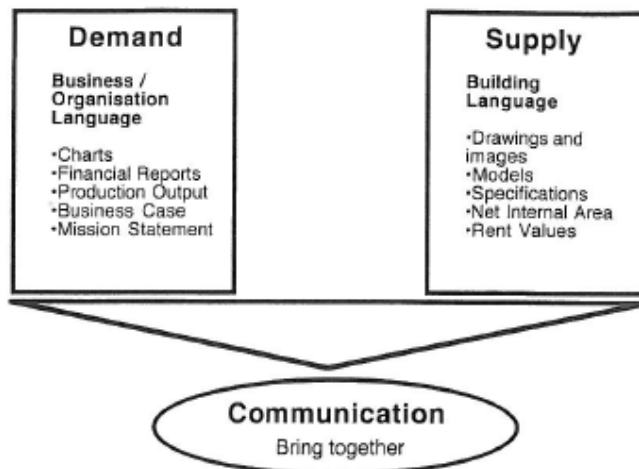 Demand
Business /
Organisation
Language
•Charts
•Financial Reports
•Production Output
•Business Case
•Mission Statement
Supply
Building
Language
•Drawings and
images
•Models
•Specifications
•Net Internal Area
•Rent Values
Communication
Bring together